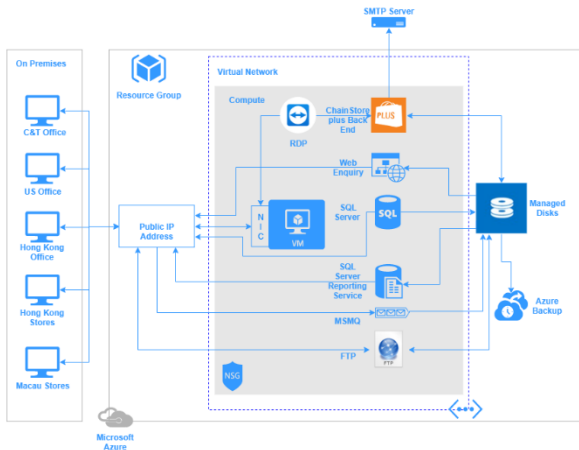 SMTP Server
On Premises
C&T Office
US Office
Hong Kong
Office
Hong Kong
Stores
Macau Stores
Resource Group
Microsoft
Azure
Public IP
Address
Virtual Network
Compute
RDP
ChainStore
plus Back
End
PLUS
Web
Enquiry
N
I
C
VM
SQL
Server
SQL
SQL
Server
Reporting
Service
MSMQ
FTP
FTP
NSG
Managed
Disks
Azure
Backup